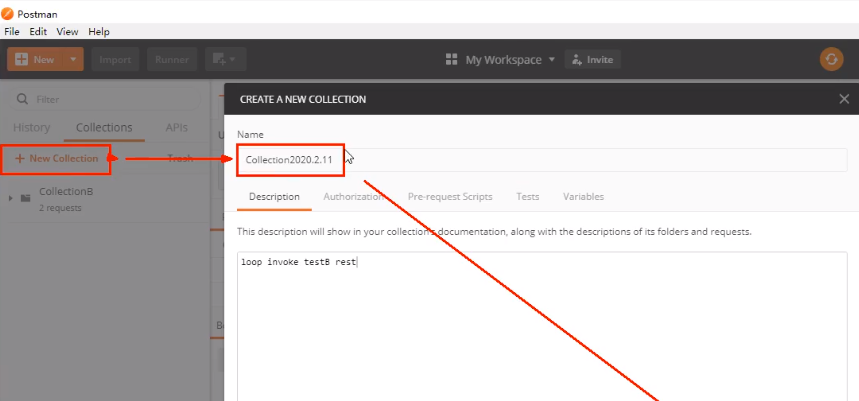 Postman
File Edit View Help
New Import Runner My Workspace Invite
Filter
History Collections APIs
+ New Collection Trash
CollectionB
2 requests
CREATE A NEW COLLECTION
Name
Collection2020.2.11
Description Authorization Pre-request Scripts Tests Variables
This description will show in your collection's documentation, along with the descriptions of its folders and requests.
loop invoke testB rest